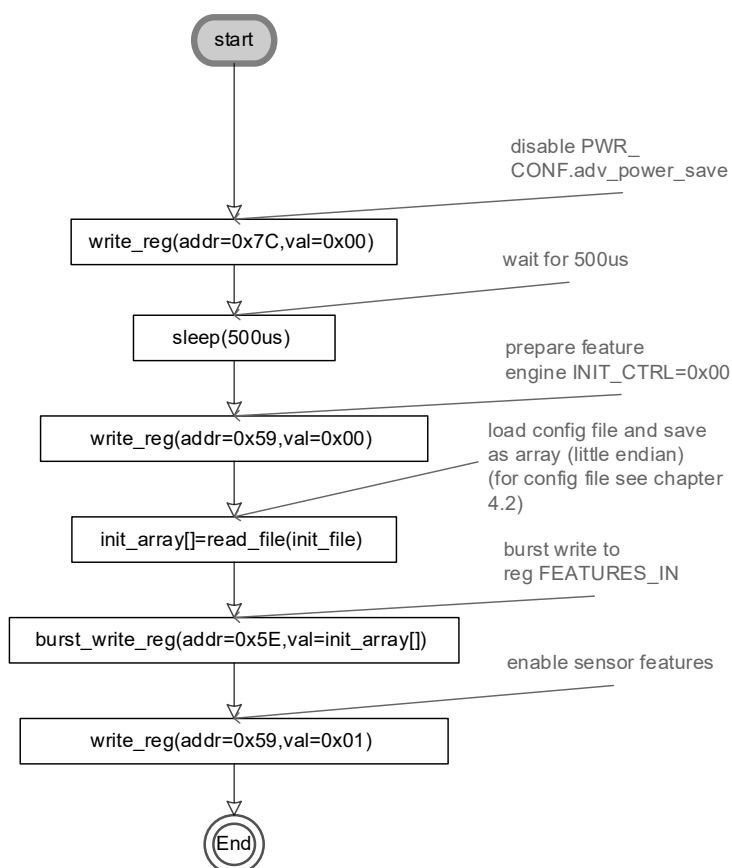 start
disable PWR_
CONF.adv_power_save
write_reg(addr=0x7C,val=0x00)
wait for 500us
sleep(500us)
prepare feature
engine INIT_CTRL=0x00
write_reg(addr=0x59,val=0x00)
load config file and save
as array (little endian)
(for config file see chapter
4.2)
init_array[]=read_file(init_file)
burst write to
reg FEATURES_IN
burst_write_reg(addr=0x5E,val=init_array[])
enable sensor features
write_reg(addr=0x59,val=0x01)
End